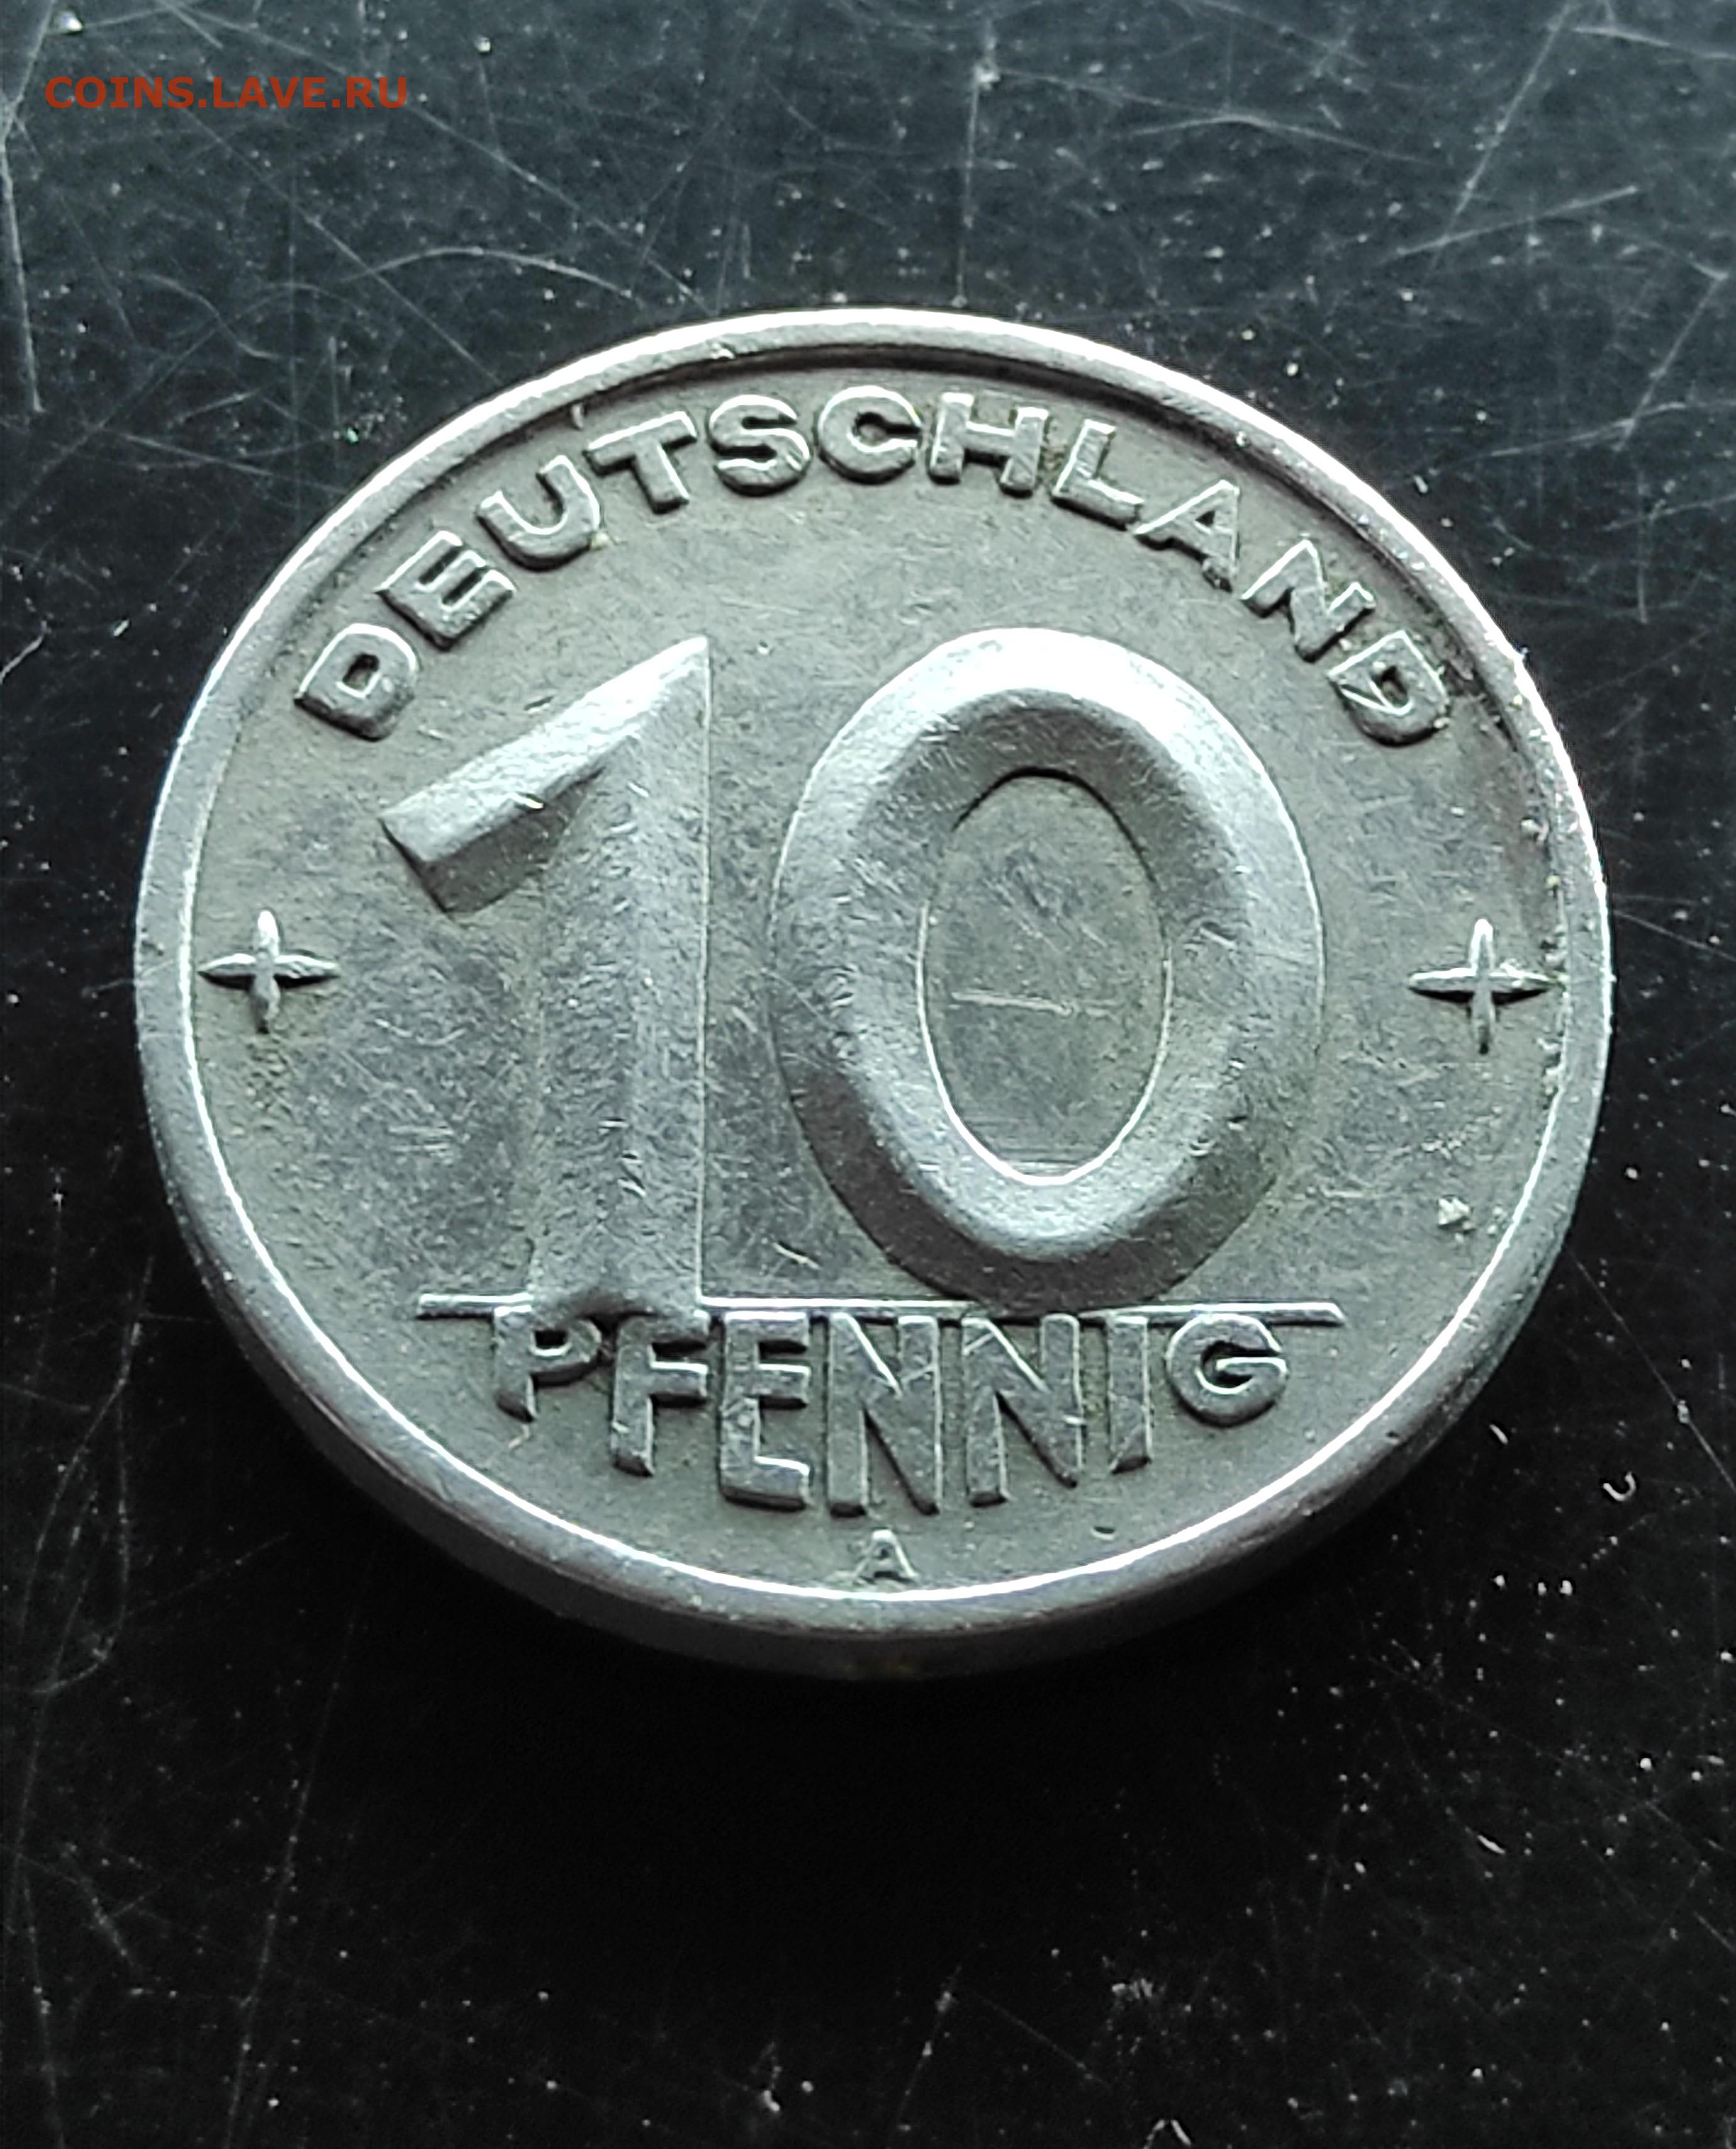 COINS.LAVE.RU
DEUTSCHLAND
10
PFENNIG
A